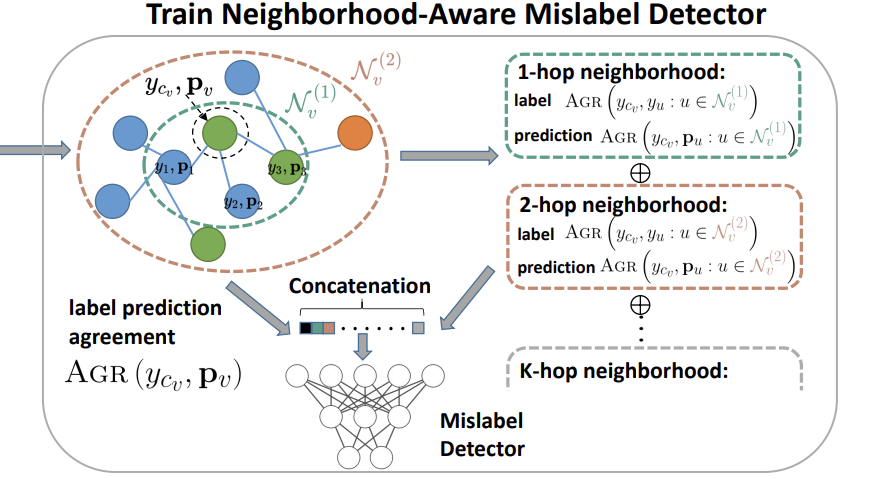 Train Neighborhood-Aware Mislabel Detector
y_{c_v}, p_v
𝒩_v^{(1)}
𝒩_v^{(2)}
y_1, p_1
y_2, p_2
y_3, p_3
1-hop neighborhood:
label AGR (y_{c_v}, y_u : u ∈ 𝒩_v^{(1)})
prediction AGR (y_{c_v}, p_u : u ∈ 𝒩_v^{(1)})
⊕
2-hop neighborhood:
label AGR (y_{c_v}, y_u : u ∈ 𝒩_v^{(2)})
prediction AGR (y_{c_v}, p_u : u ∈ 𝒩_v^{(2)})
⊕
⋮
K-hop neighborhood:
label prediction
agreement
AGR (y_{c_v}, p_v)
Concatenation
Mislabel
Detector